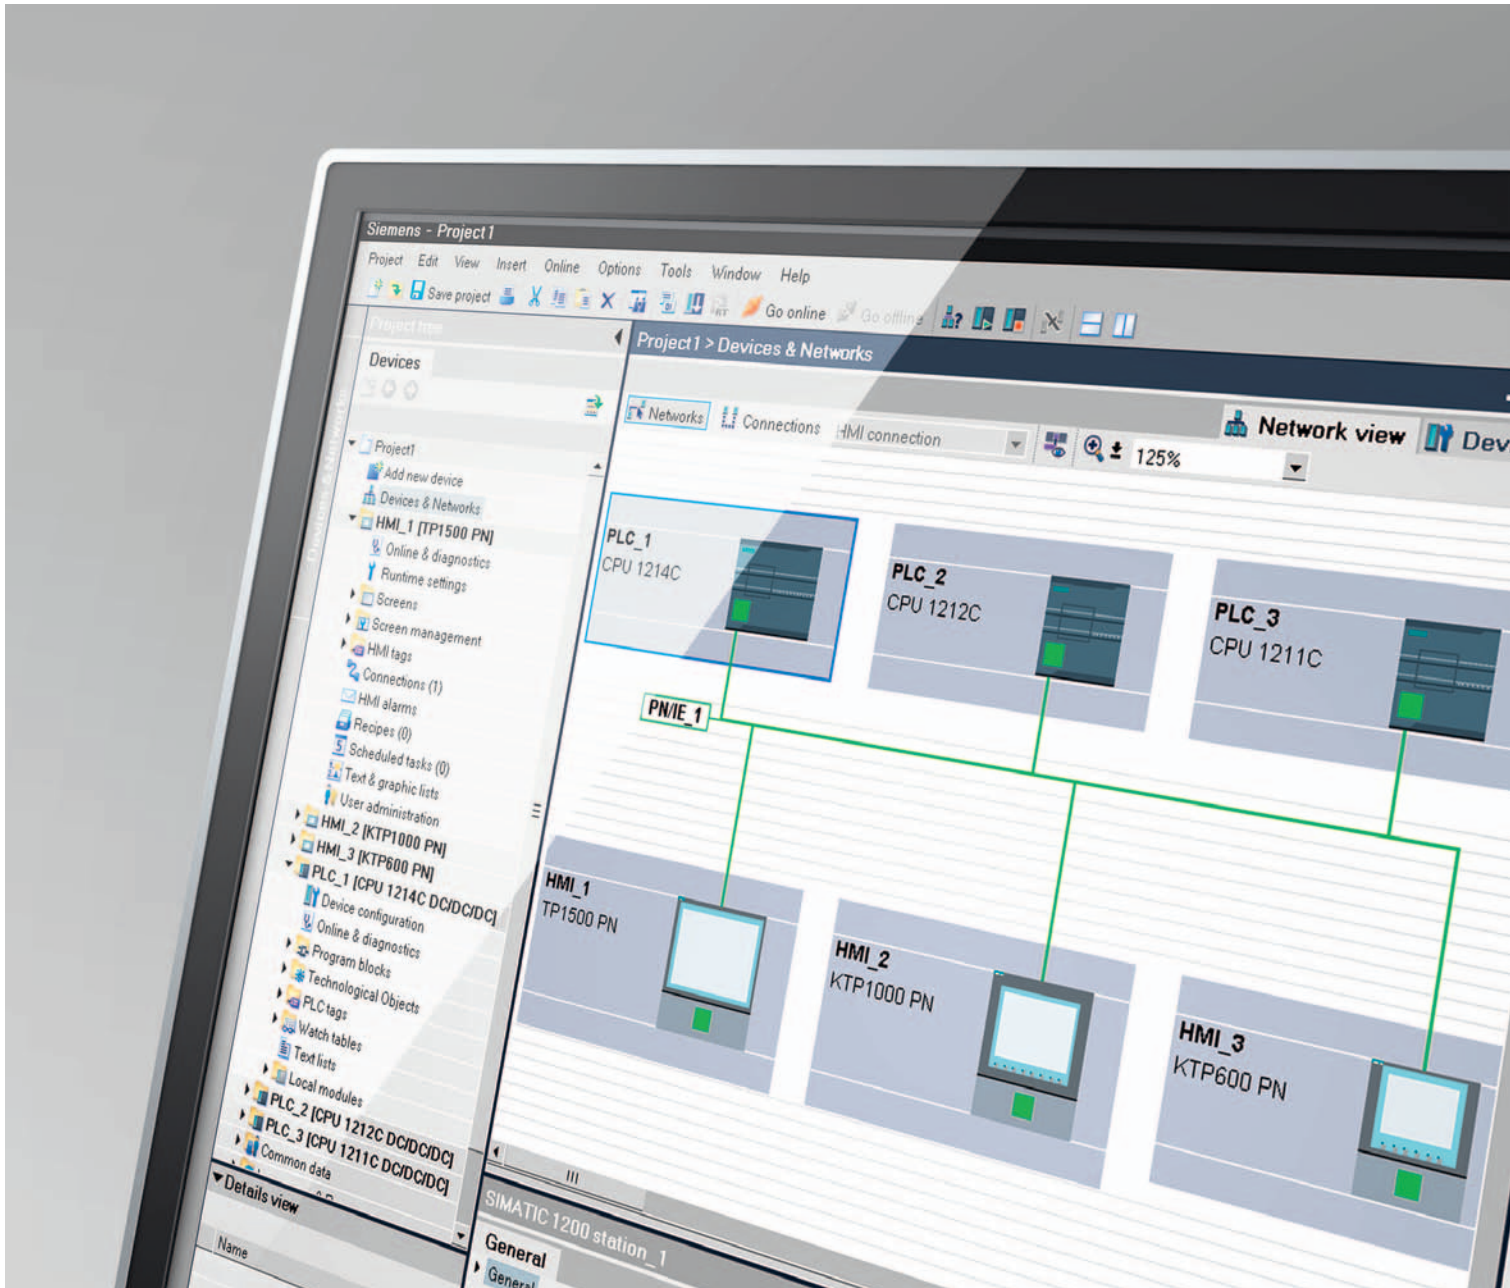 Siemens - Project1
Project Edit View Insert Online Options Tools Window Help
Save project Go online Go offline
Project tree
Devices
Devices & Networks
Project1
Add new device
Devices & Networks
HMI_1 [TP1500 PN]
Online & diagnostics
Runtime settings
Screens
Screen management
HMI tags
Connections (1)
HMI alarms
Recipes (0)
Scheduled tasks (0)
Text & graphic lists
User administration
HMI_2 [KTP1000 PN]
HMI_3 [KTP600 PN]
PLC_1 [CPU 1214C DC/DC/DC]
Device configuration
Online & diagnostics
Program blocks
Technological Objects
PLC tags
Watch tables
Text lists
Local modules
PLC_2 [CPU 1212C DC/DC/DC]
PLC_3 [CPU 1211C DC/DC/DC]
Common data
Details view
Name
Project1 > Devices & Networks
Network view Dev
Networks Connections HMI connection 125%
PLC_1
CPU 1214C
PLC_2
CPU 1212C
PLC_3
CPU 1211C
PN/IE_1
HMI_1
TP1500 PN
HMI_2
KTP1000 PN
HMI_3
KTP600 PN
SIMATIC 1200 station_1
General
General